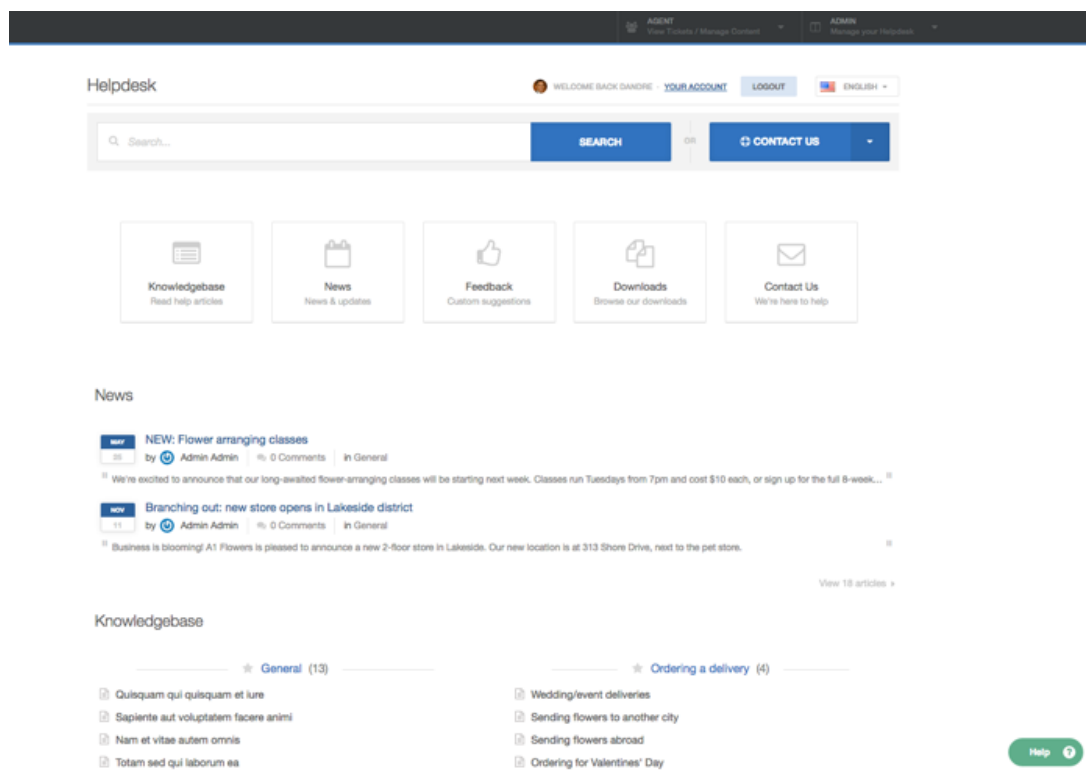 AGENT
View Tickets / Manage Content
ADMIN
Manage your Helpdesk
Helpdesk
WELCOME BACK DANDRE - YOUR ACCOUNT
LOGOUT
ENGLISH
Search...
SEARCH
OR
CONTACT US
Knowledgebase
Read help articles
News
News & updates
Feedback
Custom suggestions
Downloads
Browse our downloads
Contact Us
We're here to help
News
MAY
NEW: Flower arranging classes
by Admin Admin 0 Comments in General
We're excited to announce that our long-awaited flower-arranging classes will be starting next week. Classes run Tuesdays from 7pm and cost $10 each, or sign up for the full 8-week...
NOV
11
Branching out: new store opens in Lakeside district
by Admin Admin 0 Comments in General
Business is blooming! A1 Flowers is pleased to announce a new 2-floor store in Lakeside. Our new location is at 313 Shore Drive, next to the pet store.
View 18 articles
Knowledgebase
General (13)
Quisquam qui quisquam et iure
Sapiente aut voluptatem facere animi
Nam et vitae autem omnis
Totam sed qui laborum ea
Ordering a delivery (4)
Wedding/event deliveries
Sending flowers to another city
Sending flowers abroad
Ordering for Valentines' Day
Help